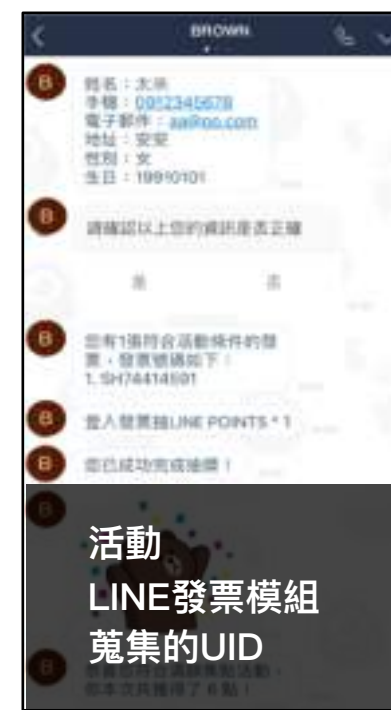 BROWN
B
姓名：太床
手機：0912345678
電子郵件：aa@oo.com
地址：安安
性別：女
生日：19910101
B
請確認以上您的資訊是否正確
是 否
B
您有1張符合活動條件的發
票，發票號碼如下：
1. SH74414591
B
登入發票抽LINE POINTS * 1
B
您已成功完成抽獎！
B
活動
LINE發票模組
蒐集的UID
B
你本次共獲得了 6 點！